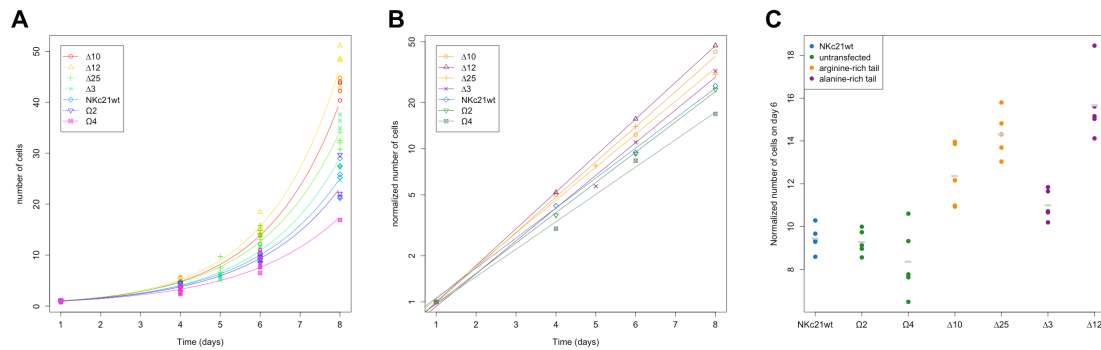 A
number of cells
50
40
30
20
10
0
Δ10
Δ12
Δ25
Δ3
NKc21wt
Ω2
Ω4
1 2 3 4 5 6 7 8
Time (days)
B
normalized number of cells
50
20
10
5
2
1
Δ10
Δ12
Δ25
Δ3
NKc21wt
Ω2
Ω4
1 2 3 4 5 6 7 8
Time (days)
C
Normalized number of cells on day 6
18
16
14
12
10
8
NKc21wt
untransfected
arginine-rich tail
alanine-rich tail
NKc21wt Ω2 Ω4 Δ10 Δ25 Δ3 Δ12